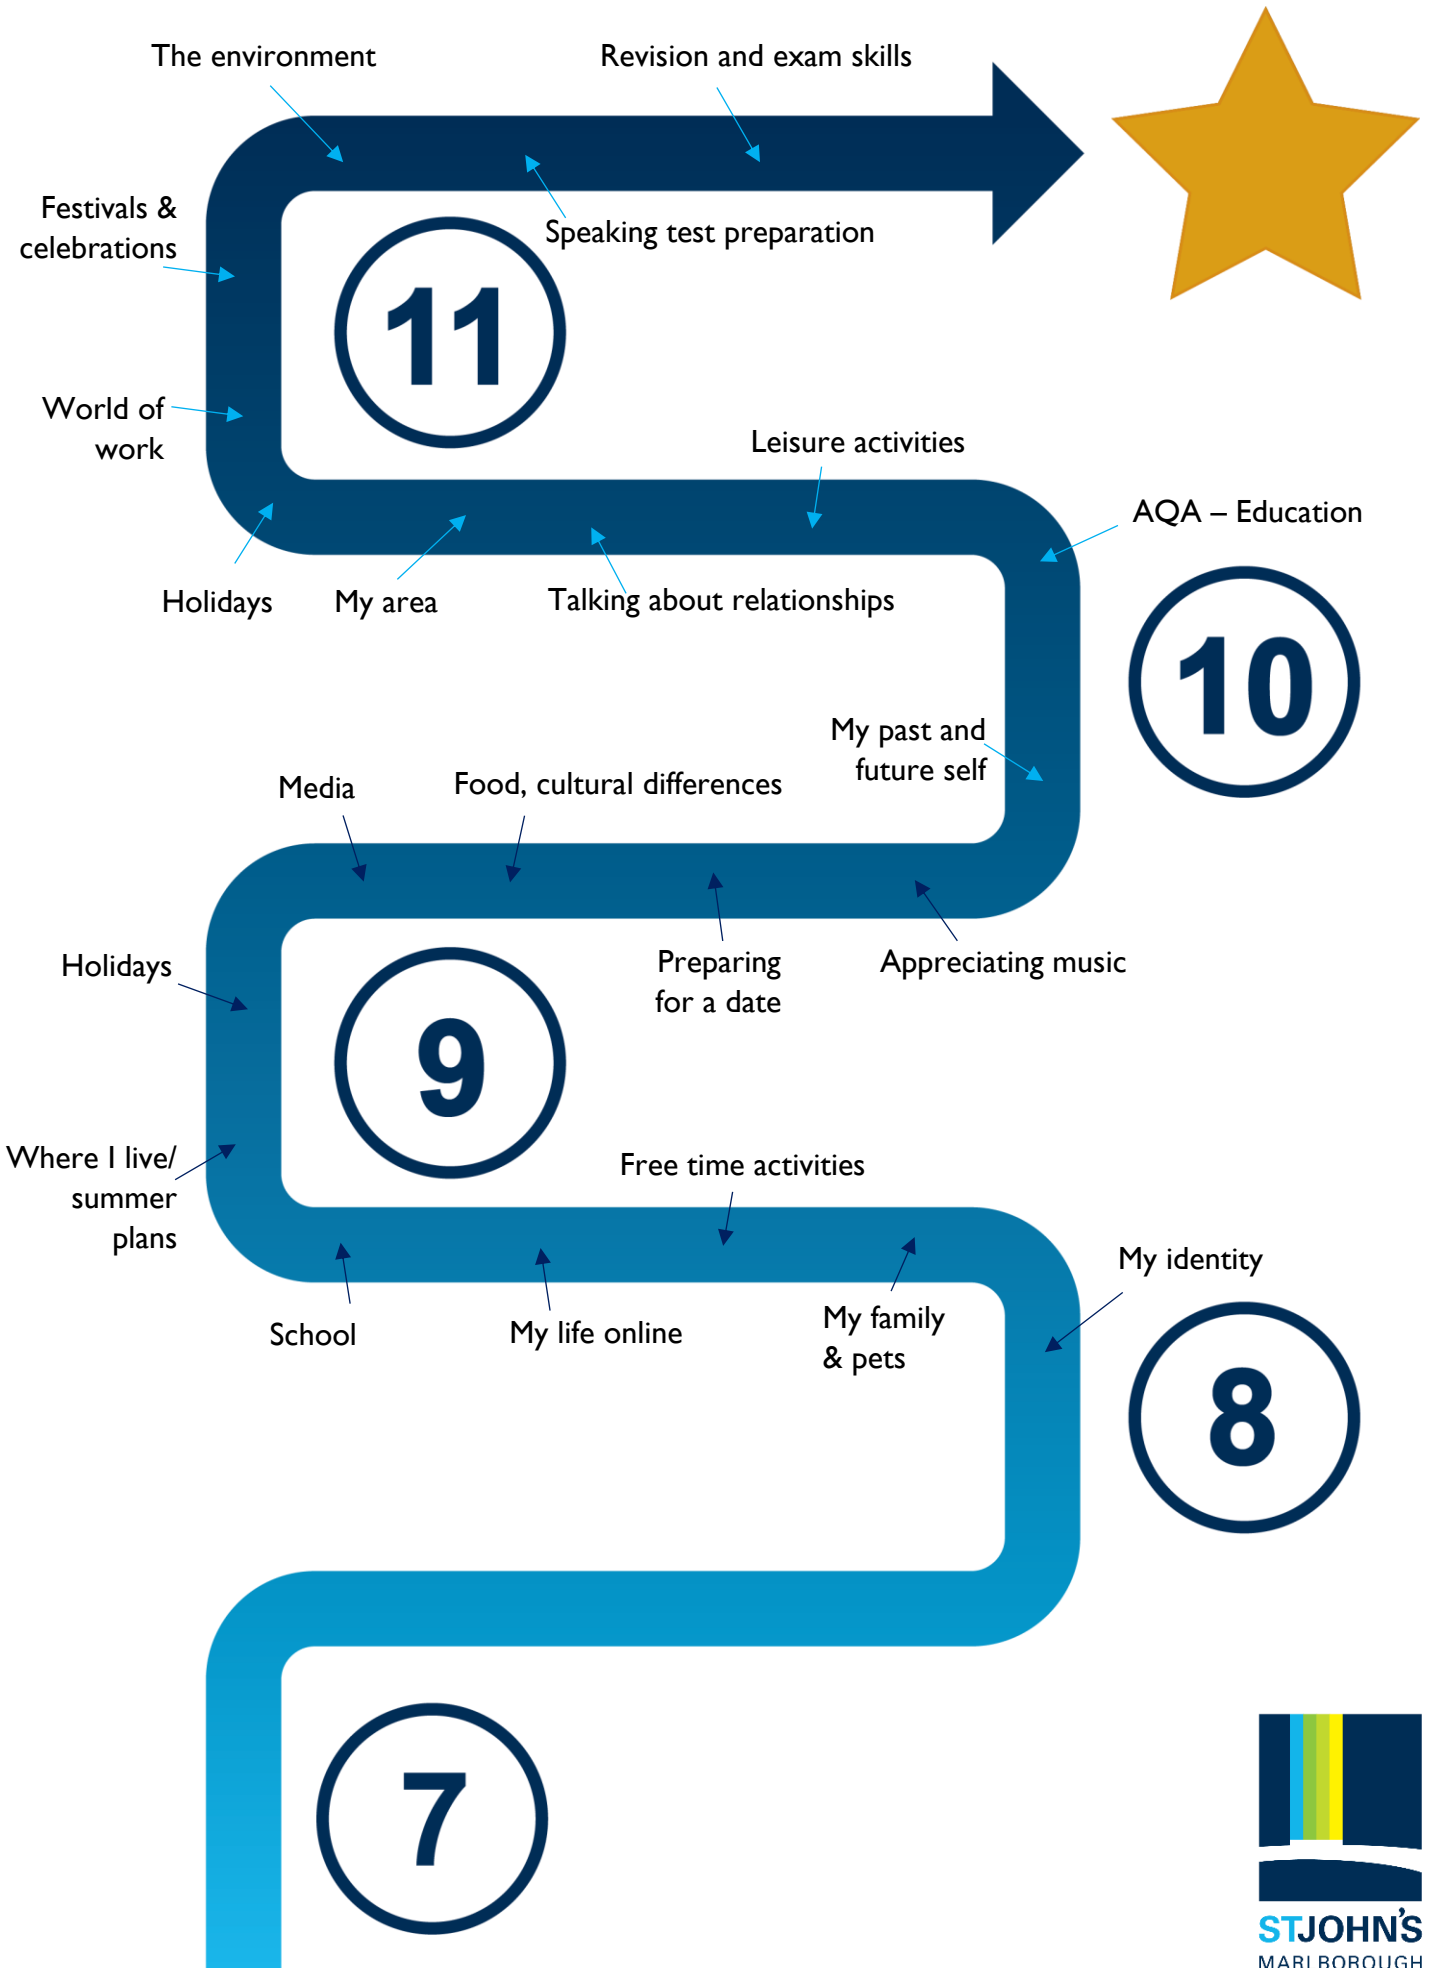 The environment
Revision and exam skills
Festivals &
celebrations
Speaking test preparation
11
World of
work
Leisure activities
AQA – Education
Holidays
My area
Talking about relationships
10
My past and
future self
Media
Food, cultural differences
Holidays
Preparing
for a date
Appreciating music
9
Where I live/
summer
plans
Free time activities
My identity
School
My life online
My family
& pets
8
7
STJOHN'S
MARLBOROUGH